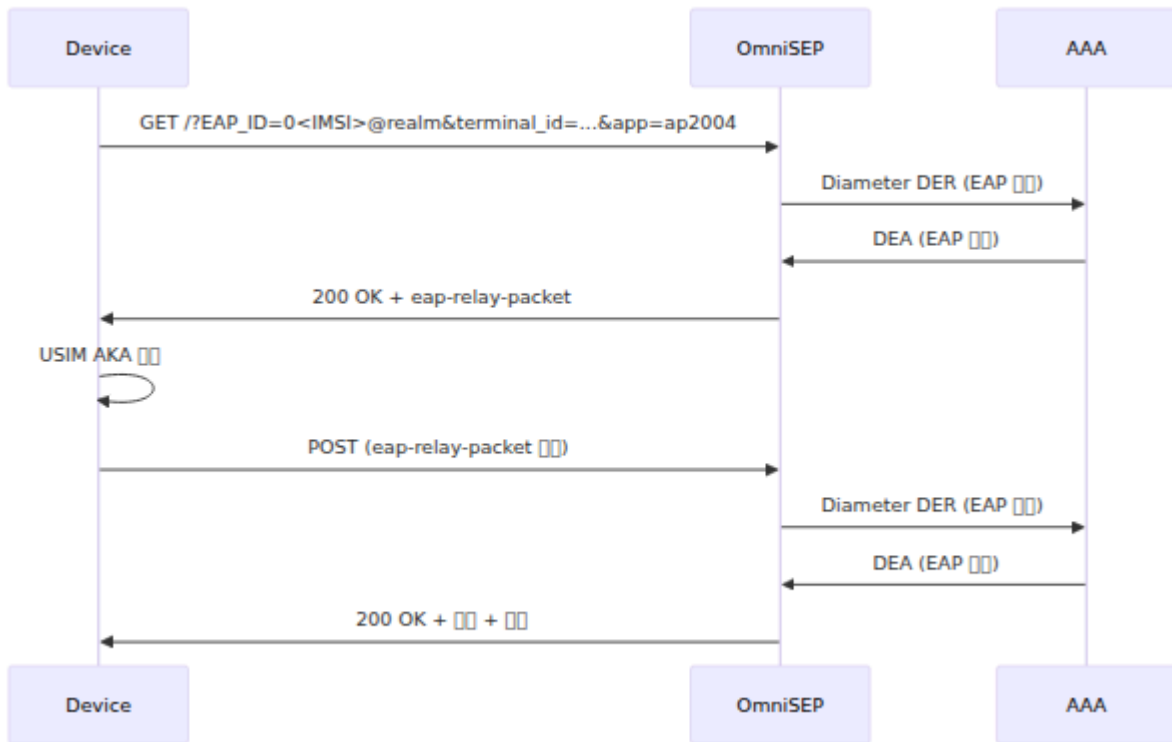 Device OmniSEP AAA
GET /?EAP_ID=0<IMSI>@realm&terminal_id=...&app=ap2004
Diameter DER (EAP )
DEA (EAP )
200 OK + eap-relay-packet
USIM AKA
POST (eap-relay-packet )
Diameter DER (EAP )
DEA (EAP )
200 OK + +
Device OmniSEP AAA